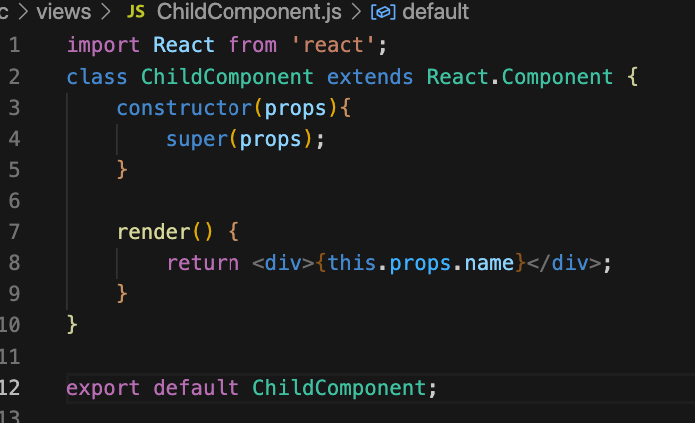 c > views > JS ChildComponent.js > default
1 import React from 'react';
2 class ChildComponent extends React.Component {
3 constructor(props){
4 super(props);
5 }
6
7 render() {
8 return <div>{this.props.name}</div>;
9 }
10 }
11
12 export default ChildComponent;
13